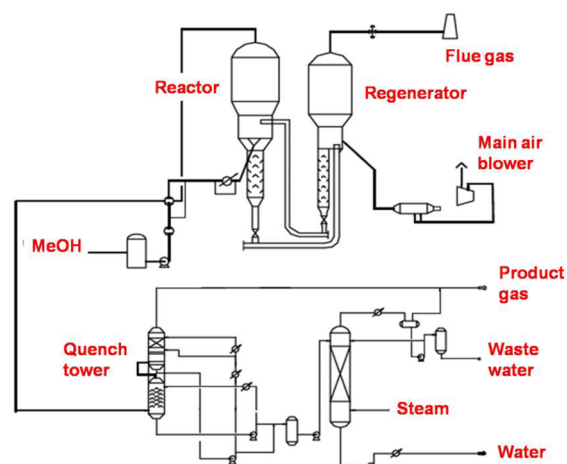 Flue gas
Reactor
Regenerator
Main air
blower
MeOH
Product
gas
Quench
tower
Waste
water
Steam
Water